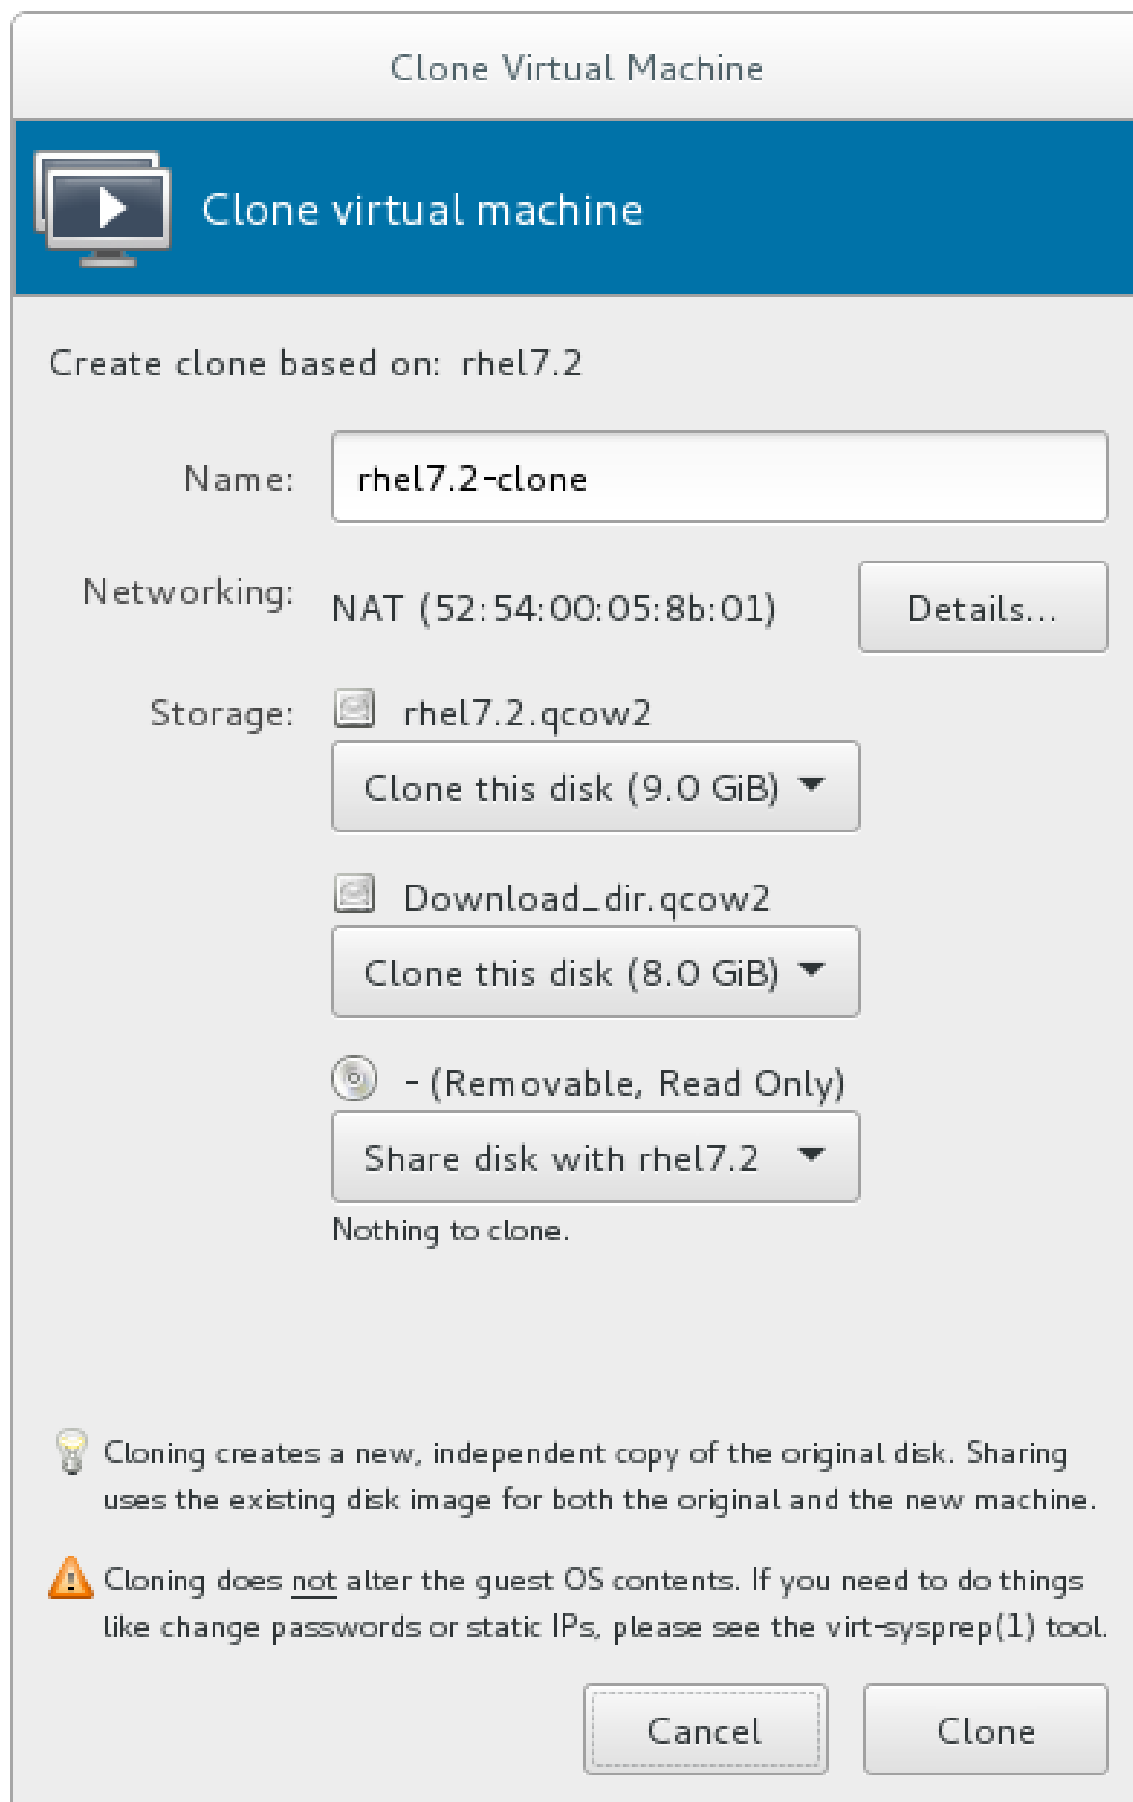 Clone Virtual Machine
Clone virtual machine
Create clone based on: rhel7.2
Name: rhel7.2-clone
Networking: NAT (52:54:00:05:8b:01) Details...
Storage: rhel7.2.qcow2
Clone this disk (9.0 GiB)
Download_dir.qcow2
Clone this disk (8.0 GiB)
- (Removable, Read Only)
Share disk with rhel7.2
Nothing to clone.
Cloning creates a new, independent copy of the original disk. Sharing
uses the existing disk image for both the original and the new machine.
Cloning does not alter the guest OS contents. If you need to do things
like change passwords or static IPs, please see the virt-sysprep(1) tool.
Cancel Clone